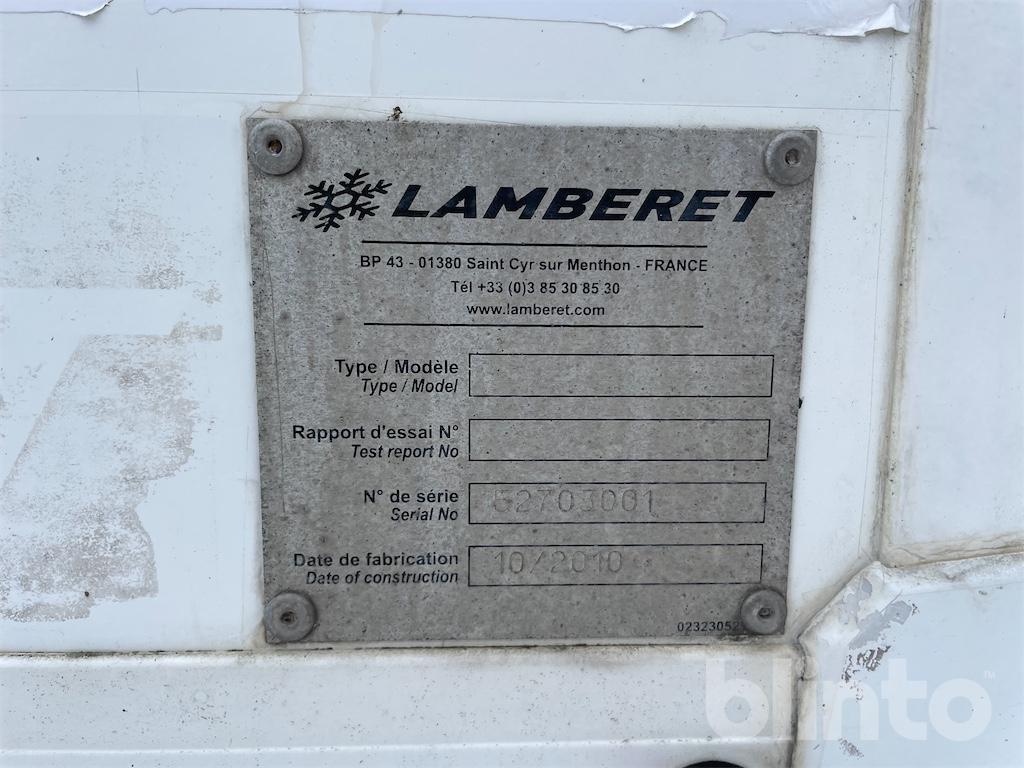 LAMBERET
BP 43 - 01380 Saint Cyr sur Menthon - FRANCE
Tél +33 (0)3 85 30 85 30
www.lamberet.com
Type / Modèle
Type / Model
Rapport d'essai N°
Test report No
N° de série 52703001
Serial No
Date de fabrication 10/2010
Date of construction
blinto™